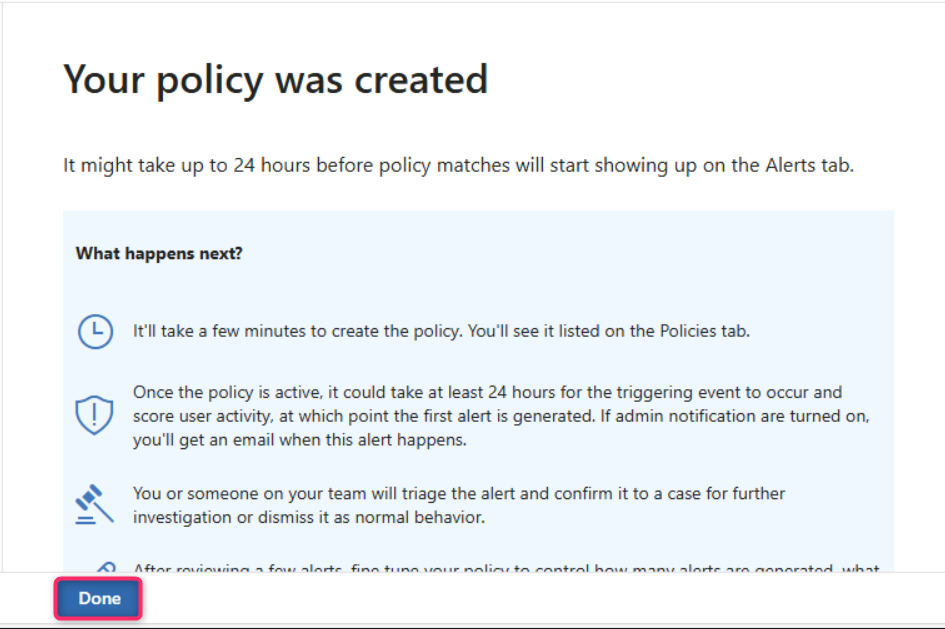 Your policy was created
It might take up to 24 hours before policy matches will start showing up on the Alerts tab.
What happens next?
It'll take a few minutes to create the policy. You'll see it listed on the Policies tab.
Once the policy is active, it could take at least 24 hours for the triggering event to occur and
score user activity, at which point the first alert is generated. If admin notification are turned on,
you'll get an email when this alert happens.
You or someone on your team will triage the alert and confirm it to a case for further
investigation or dismiss it as normal behavior.
After reviewing a few alerts, fine tune your policy to control how many alerts are generated, what
Done